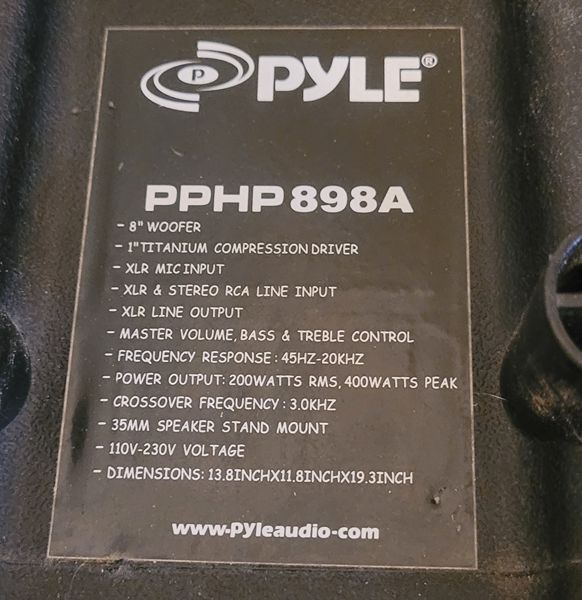 P PYLE®
PPHP898A
- 8" WOOFER
- 1" TITANIUM COMPRESSION DRIVER
- XLR MIC INPUT
- XLR & STEREO RCA LINE INPUT
- XLR LINE OUTPUT
- MASTER VOLUME, BASS & TREBLE CONTROL
- FREQUENCY RESPONSE : 45HZ-20KHZ
- POWER OUTPUT: 200WATTS RMS, 400WATTS PEAK
- CROSSOVER FREQUENCY : 3.0KHZ
- 35MM SPEAKER STAND MOUNT
- 110V-230V VOLTAGE
- DIMENSIONS: 13.8INCHX11.8INCHX19.3INCH
www.Pyleaudio.com